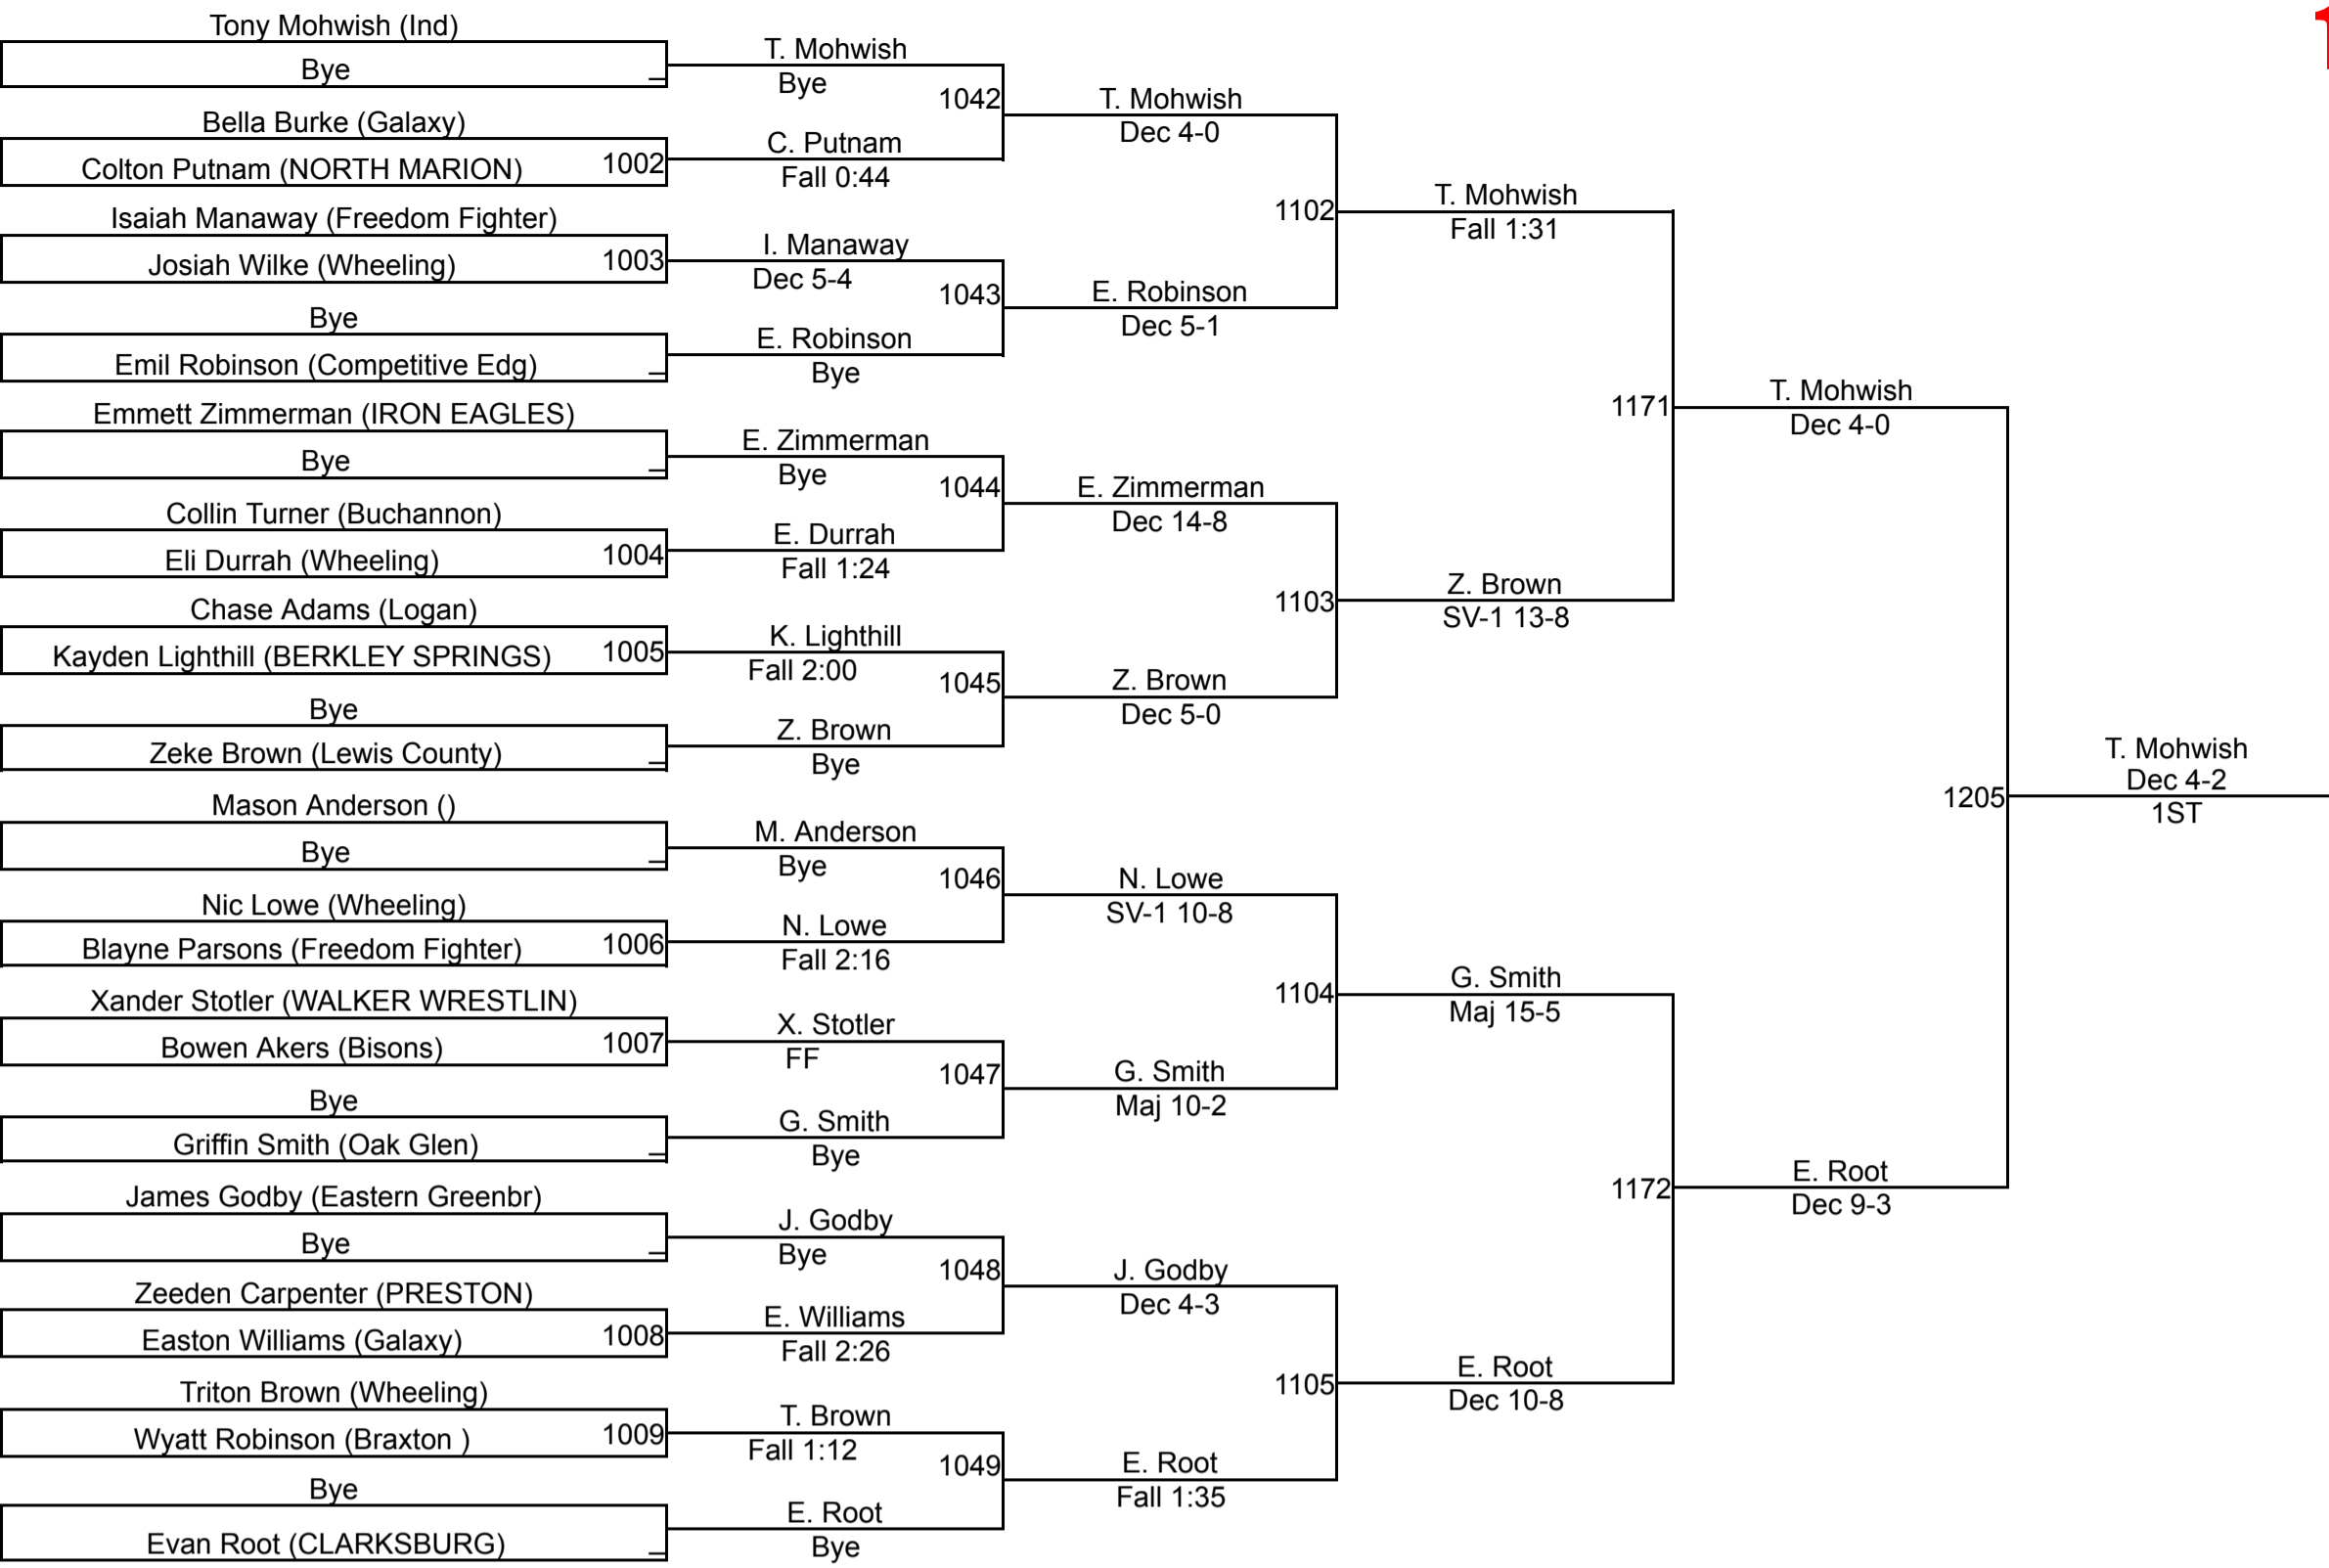 Tony Mohwish (Ind)
Bye
Bella Burke (Galaxy)
Colton Putnam (NORTH MARION) 1002
Isaiah Manaway (Freedom Fighter)
Josiah Wilke (Wheeling) 1003
Bye
Emil Robinson (Competitive Edg)
Emmett Zimmerman (IRON EAGLES)
Bye
Collin Turner (Buchannon)
Eli Durrah (Wheeling) 1004
Chase Adams (Logan)
Kayden Lighthill (BERKLEY SPRINGS) 1005
Bye
Zeke Brown (Lewis County)
Mason Anderson ()
Bye
Nic Lowe (Wheeling)
Blayne Parsons (Freedom Fighter) 1006
Xander Stotler (WALKER WRESTLIN)
Bowen Akers (Bisons) 1007
Bye
Griffin Smith (Oak Glen)
James Godby (Eastern Greenbr)
Bye
Zeeden Carpenter (PRESTON)
Easton Williams (Galaxy) 1008
Triton Brown (Wheeling)
Wyatt Robinson (Braxton ) 1009
Bye
Evan Root (CLARKSBURG)
T. Mohwish
Bye
1042
C. Putnam
Fall 0:44
I. Manaway
Dec 5-4
1043
E. Robinson
Bye
E. Zimmerman
Bye
1044
E. Durrah
Fall 1:24
K. Lighthill
Fall 2:00
1045
Z. Brown
Bye
M. Anderson
Bye
1046
N. Lowe
Fall 2:16
X. Stotler
FF
1047
G. Smith
Bye
J. Godby
Bye
1048
E. Williams
Fall 2:26
T. Brown
Fall 1:12
1049
E. Root
Bye
T. Mohwish
Dec 4-0
1102
E. Robinson
Dec 5-1
E. Zimmerman
Dec 14-8
1103
Z. Brown
Dec 5-0
N. Lowe
SV-1 10-8
1104
G. Smith
Maj 10-2
J. Godby
Dec 4-3
1105
E. Root
Fall 1:35
T. Mohwish
Fall 1:31
1171
Z. Brown
SV-1 13-8
G. Smith
Maj 15-5
1172
E. Root
Dec 10-8
T. Mohwish
Dec 4-0
1205
E. Root
Dec 9-3
T. Mohwish
Dec 4-2
1ST